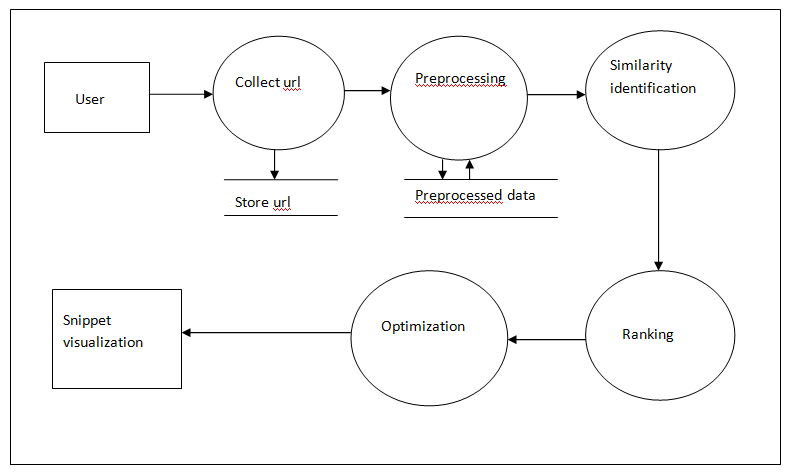 User
Collect url
Preprocessing
Similarity
identification
Store url
Preprocessed data
Snippet
visualization
Optimization
Ranking